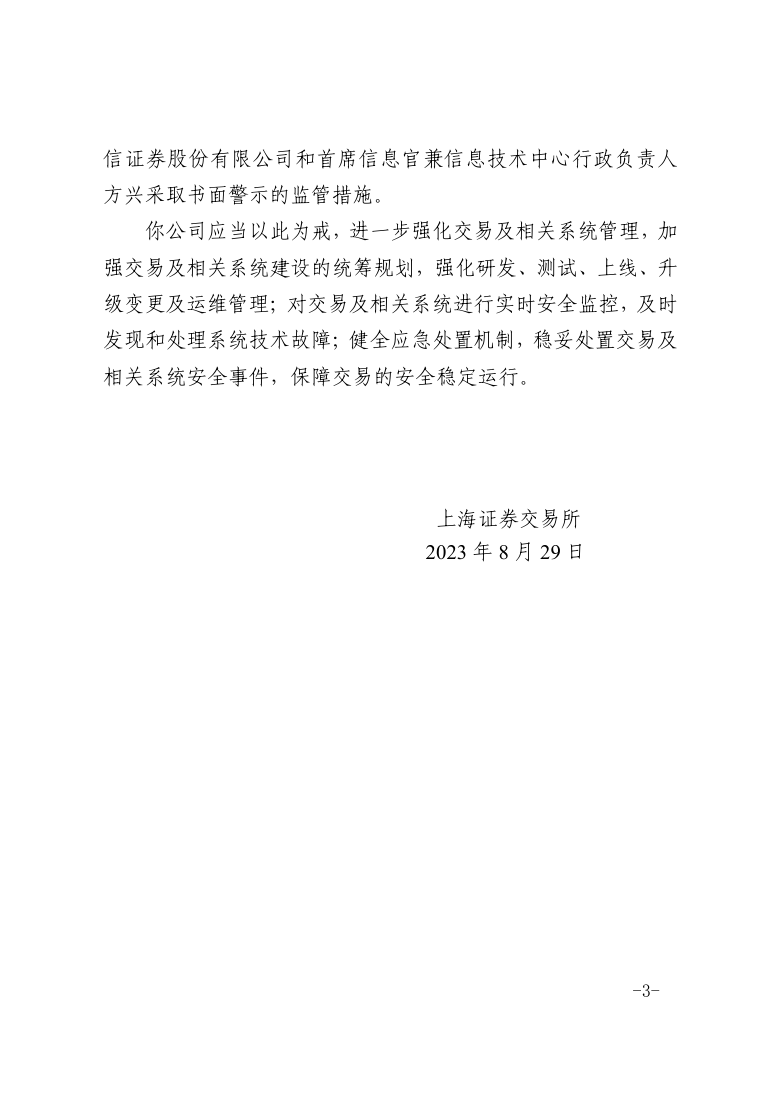 信证券股份有限公司和首席信息官兼信息技术中心行政负责人
方兴采取书面警示的监管措施。
你公司应当以此为戒，进一步强化交易及相关系统管理，加
强交易及相关系统建设的统筹规划，强化研发、测试、上线、升
级变更及运维管理；对交易及相关系统进行实时安全监控，及时
发现和处理系统技术故障；健全应急处置机制，稳妥处置交易及
相关系统安全事件，保障交易的安全稳定运行。
上海证券交易所
2023 年 8 月 29 日
-3-